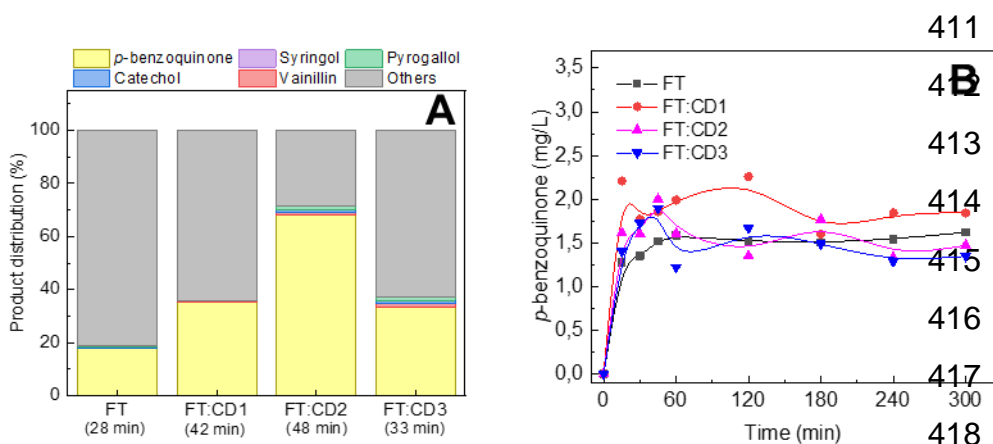 p-benzoquinone Syringol Pyrogallol
Catechol Vainillin Others
A
Product distribution (%)
100
80
60
40
20
0
FT FT:CD1 FT:CD2 FT:CD3
(28 min) (42 min) (48 min) (33 min)
B
FT
FT:CD1
FT:CD2
FT:CD3
p-benzoquinone (mg/L)
3,5
3,0
2,5
2,0
1,5
1,0
0,5
0,0
0 60 120 180 240 300
Time (min)
411
412
413
414
415
416
417
418